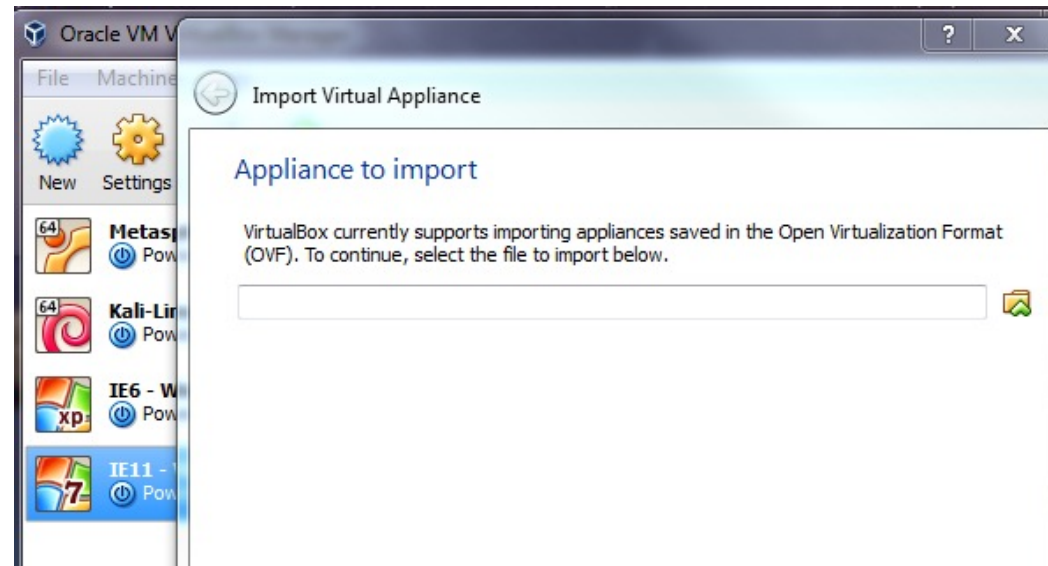 Oracle VM V
? X
File Machine
Import Virtual Appliance
New Settings
Appliance to import
VirtualBox currently supports importing appliances saved in the Open Virtualization Format
(OVF). To continue, select the file to import below.
64 Metasp
Pow
64 Kali-Lin
Pow
IE6 - W
xp Pow
IE11 -
7 Pow